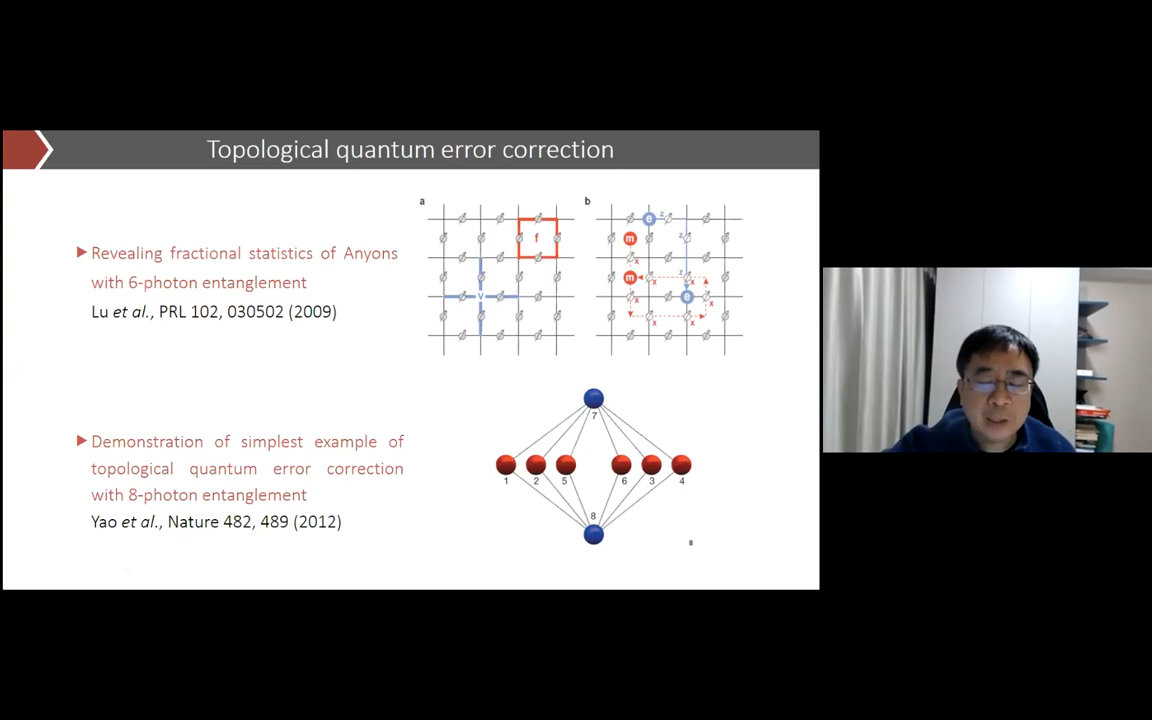 Topological quantum error correction
Revealing fractional statistics of Anyons
with 6-photon entanglement
Lu et al., PRL 102, 030502 (2009)
Demonstration of simplest example of
topological quantum error correction
with 8-photon entanglement
Yao et al., Nature 482, 489 (2012)
a
f
v
b
e
z
m
z
x
m
z
x
x
e
x
x
x
x
7
1
2
5
6
3
4
8